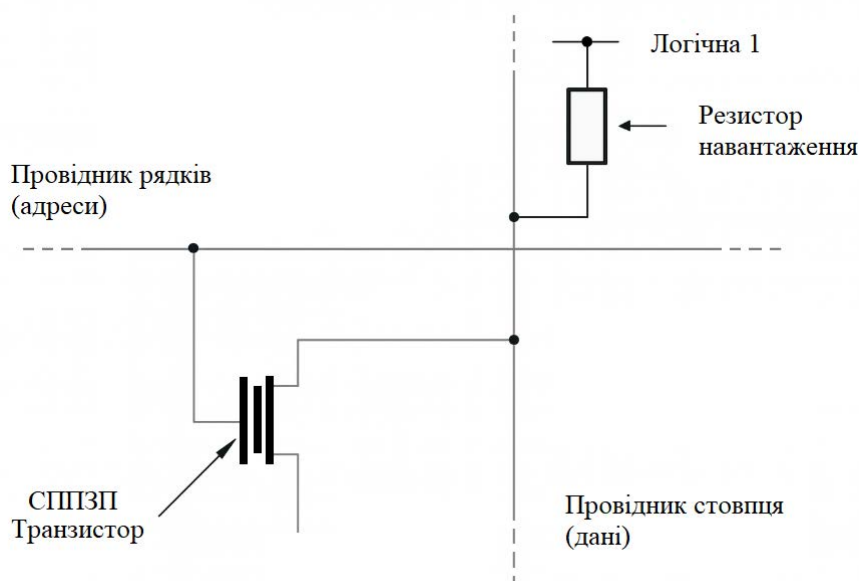 Логічна 1
Резистор
навантаження
Провідник рядків
(адреси)
СППЗП
Транзистор
Провідник стовпця
(дані)